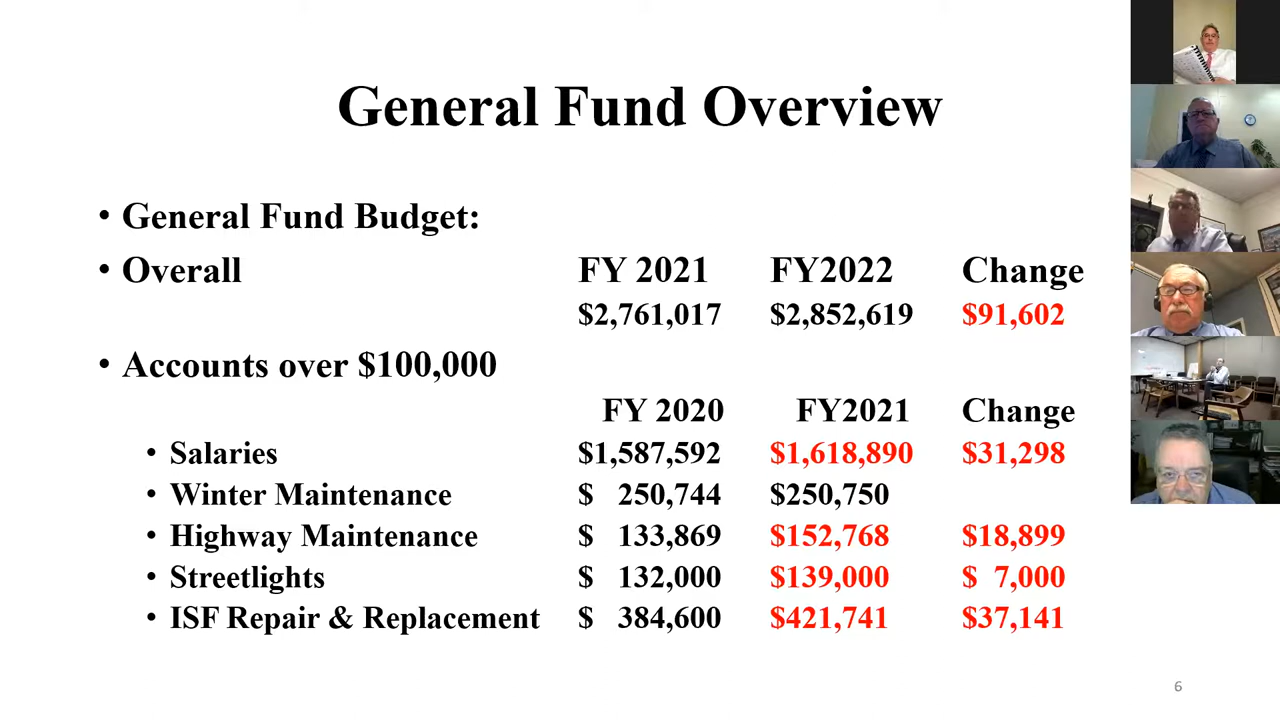 General Fund Overview
• General Fund Budget:
• Overall FY 2021 FY2022 Change
$2,761,017 $2,852,619 $91,602
• Accounts over $100,000
FY 2020 FY2021 Change
• Salaries $1,587,592 $1,618,890 $31,298
• Winter Maintenance $ 250,744 $250,750
• Highway Maintenance $ 133,869 $152,768 $18,899
• Streetlights $ 132,000 $139,000 $ 7,000
• ISF Repair & Replacement $ 384,600 $421,741 $37,141
6